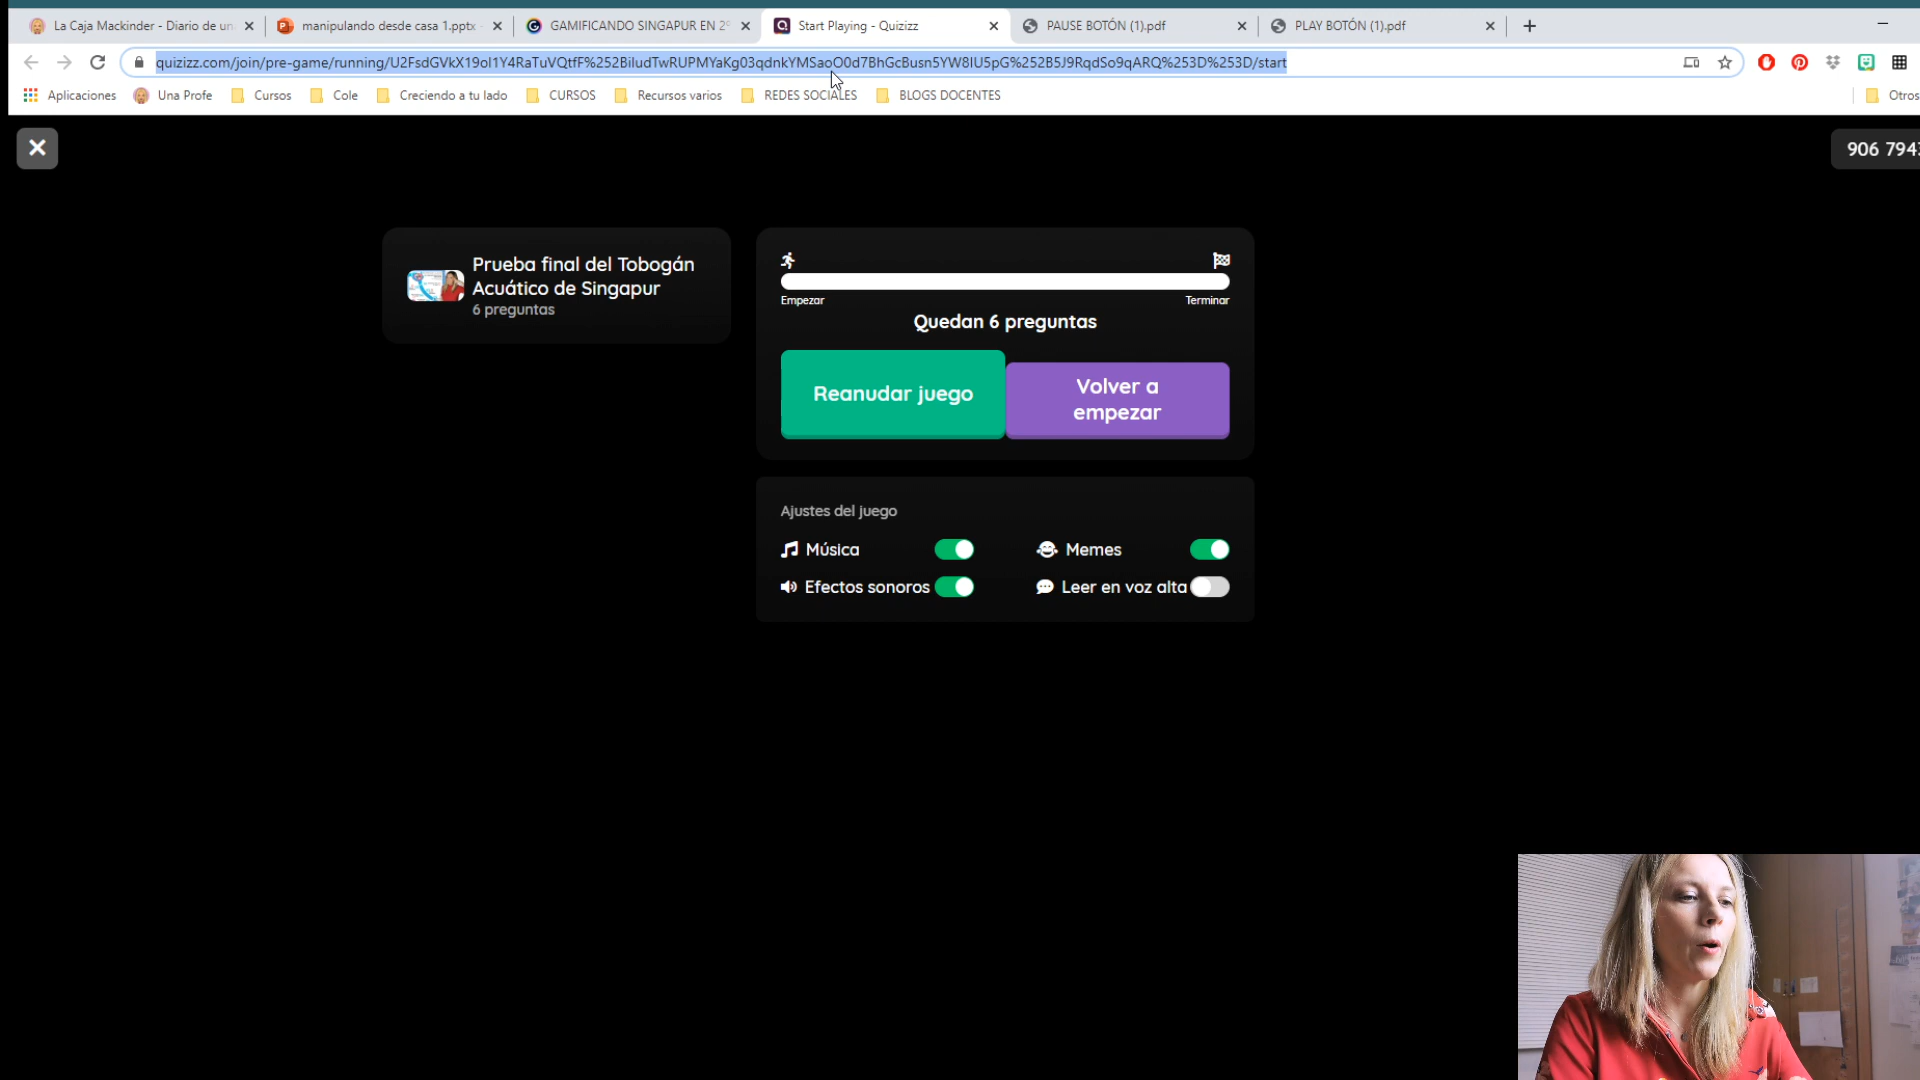 La Caja Mackinder - Diario de un
manipulando desde casa 1.pptx
GAMIFICANDO SINGAPUR EN 2º
Start Playing - Quizizz
PAUSE BOTÓN (1).pdf
PLAY BOTÓN (1).pdf
quizizz.com/join/pre-game/running/U2FsdGVkX19ol1Y4RaTuVQtfF%252BiludTwRUPMYaKg03qdnkYMSaoO0d7BhGcBusn5YW8IU5pG%252B5J9RqdSo9qARQ%253D%253D/start
Aplicaciones
Una Profe
Cursos
Cole
Creciendo a tu lado
CURSOS
Recursos varios
REDES SOCIALES
BLOGS DOCENTES
Otros
906 794
Prueba final del Tobogán
Acuático de Singapur
6 preguntas
Empezar
Terminar
Quedan 6 preguntas
Reanudar juego
Volver a
empezar
Ajustes del juego
Música
Memes
Efectos sonoros
Leer en voz alta